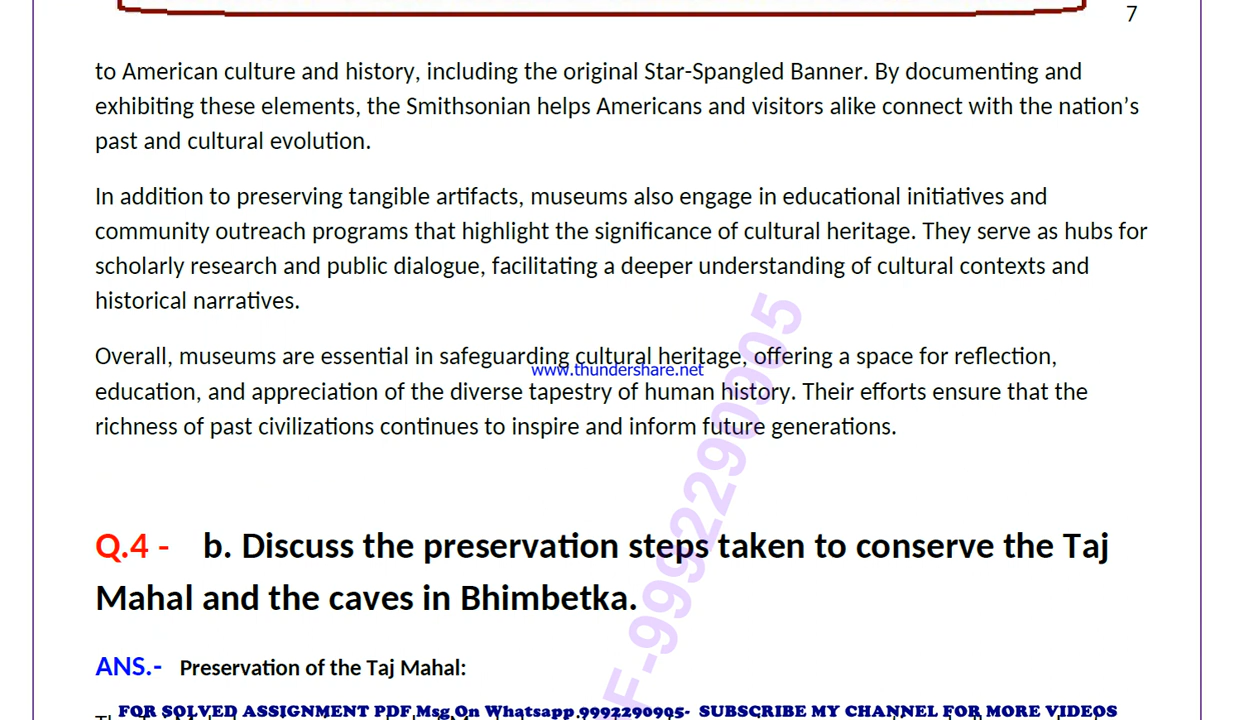 7
to American culture and history, including the original Star-Spangled Banner. By documenting and
exhibiting these elements, the Smithsonian helps Americans and visitors alike connect with the nation’s
past and cultural evolution.
In addition to preserving tangible artifacts, museums also engage in educational initiatives and
community outreach programs that highlight the significance of cultural heritage. They serve as hubs for
scholarly research and public dialogue, facilitating a deeper understanding of cultural contexts and
historical narratives.
Overall, museums are essential in safeguarding cultural heritage, offering a space for reflection,
www.thundershare.net
education, and appreciation of the diverse tapestry of human history. Their efforts ensure that the
richness of past civilizations continues to inspire and inform future generations.
F-9992290905
Q.4 - b. Discuss the preservation steps taken to conserve the Taj
Mahal and the caves in Bhimbetka.
ANS.- Preservation of the Taj Mahal:
FOR SOLVED ASSIGNMENT PDF Msg On Whatsapp 9992290905- SUBSCRIBE MY CHANNEL FOR MORE VIDEOS